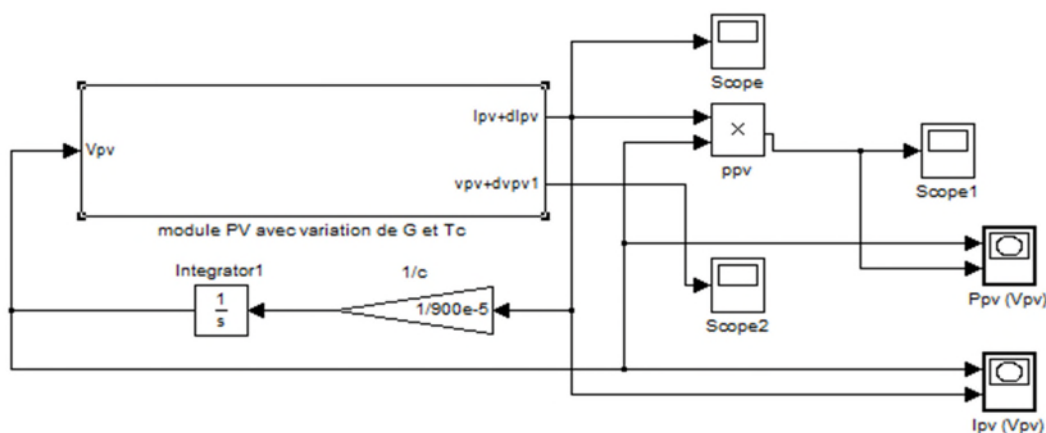 Scope
Ipv+dIpv
Vpv
×
ppv
Scope1
vpv+dvpv1
module PV avec variation de G et Tc
Integrator1
1/c
1
s
1/900e-5
Scope2
Ppv (Vpv)
Ipv (Vpv)